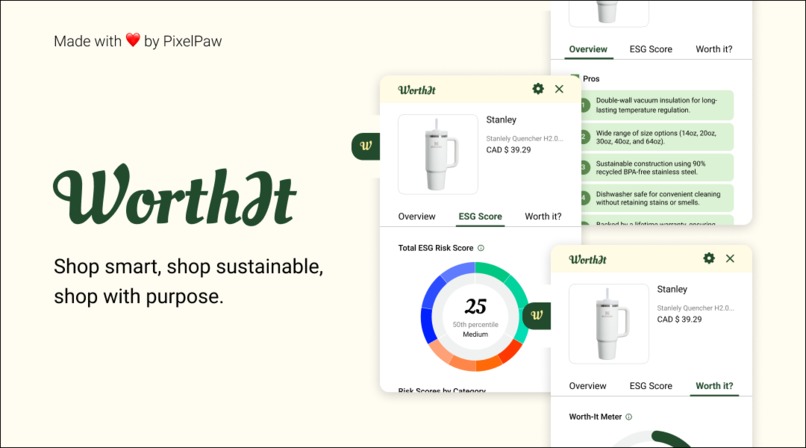 Made with ❤️ by PixelPaw
WorthIt
Shop smart, shop sustainable,
shop with purpose.
W
WorthIt
Stanley
Stanlely Quencher H2.0...
CAD $ 39.29
Overview
ESG Score
Worth it?
Total ESG Risk Score
25
50th percentile
Medium
Risk Scores by Category
Overview
ESG Score
Worth it?
Pros
Double-wall vacuum insulation for long-
lasting temperature regulation.
2
Wide range of size options (14oz, 20oz,
30oz, 40oz, and 64oz).
3
Sustainable construction using 90%
recycled BPA-free stainless steel.
4
Dishwasher safe for convenient cleaning
without retaining stains or smells.
Backed by a lifetime warranty, ensuring
W
WorthIt
Stanley
Stanlely Quencher H2.0...
CAD $ 39.29
Overview
ESG Score
Worth it?
Worth-It Meter